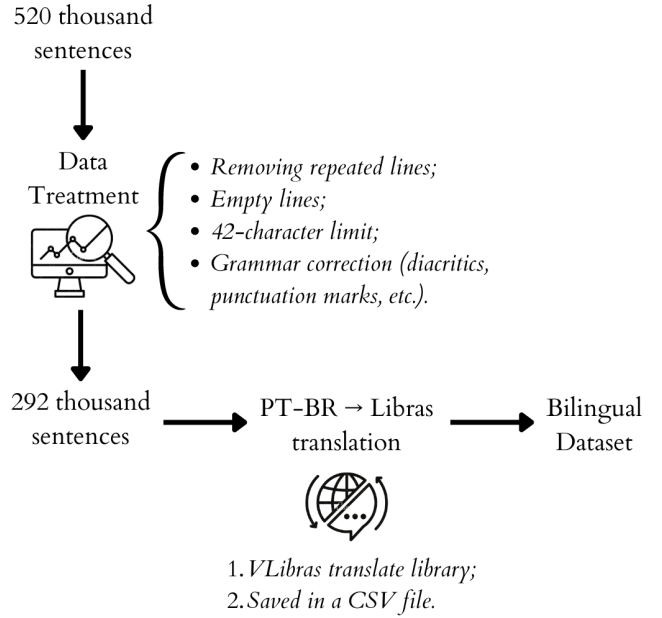 520 thousand
sentences
Data
Treatment
• Removing repeated lines;
• Empty lines;
• 42-character limit;
• Grammar correction (diacritics,
punctuation marks, etc.).
292 thousand
sentences
PT-BR → Libras
translation
Bilingual
Dataset
1. VLibras translate library;
2. Saved in a CSV file.